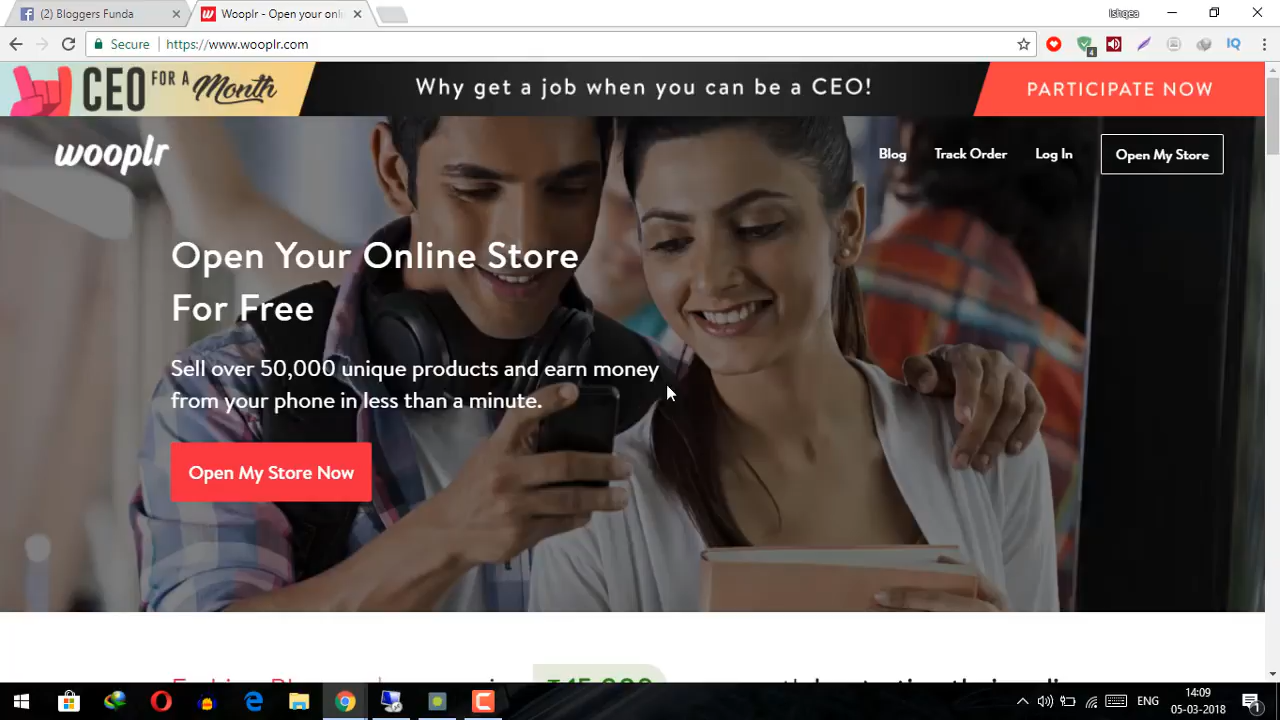 (2) Bloggers Funda
Wooplr - Open your onl
Ishqea
Secure
https://www.wooplr.com
4
IQ
CEO FOR A Month
Why get a job when you can be a CEO!
PARTICIPATE NOW
wooplr
Blog
Track Order
Log In
Open My Store
Open Your Online Store
For Free
Sell over 50,000 unique products and earn money
from your phone in less than a minute.
Open My Store Now
ENG
14:09
05-03-2018
1